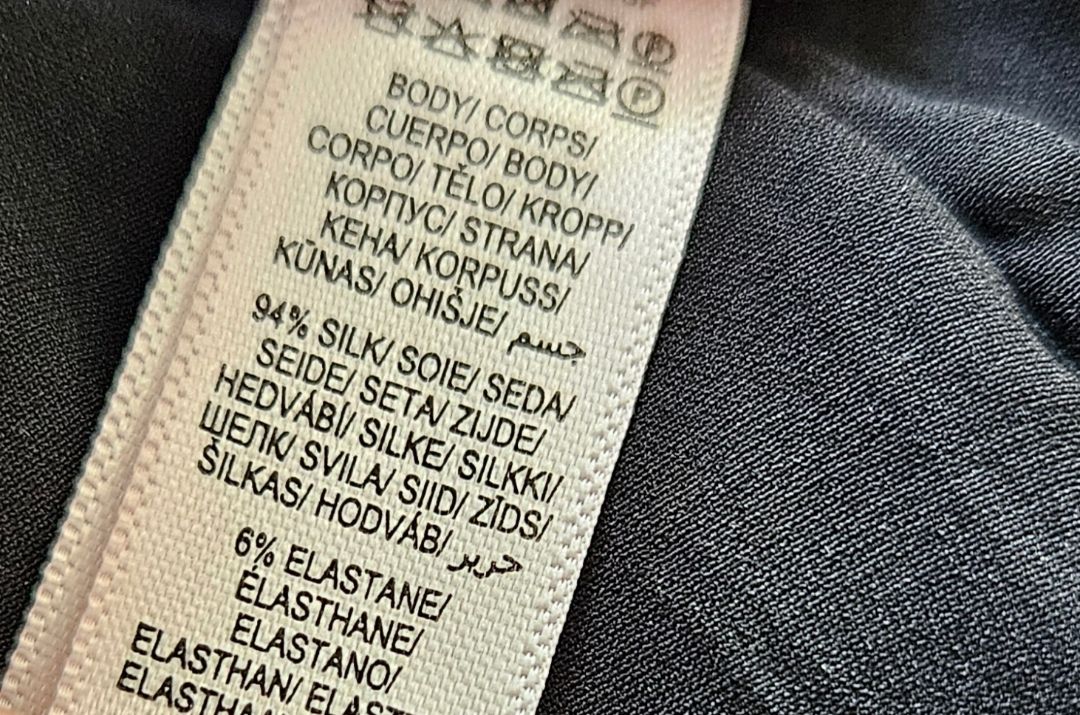 BODY/ CORPS/
CUERPO/ BODY/
CORPO/ TĚLO/ KROPP/
КОРПУС/ STRANA/
KEHA/ KORPUSS/
KŪNAS/ OHIŠJE/ جسم
94% SILK/ SOIE/ SEDA/
SEIDE/ SETA/ ZIJDE/
HEDVÁBÍ/ SILKE/ SILKKI/
ШЕЛК/ SVILA/ SIID/ ZĪDS/
ŠILKAS/ HODVÁB/ حرير
6% ELASTANE/
ÉLASTHANE/
ELASTANO/
ELASTHAN/